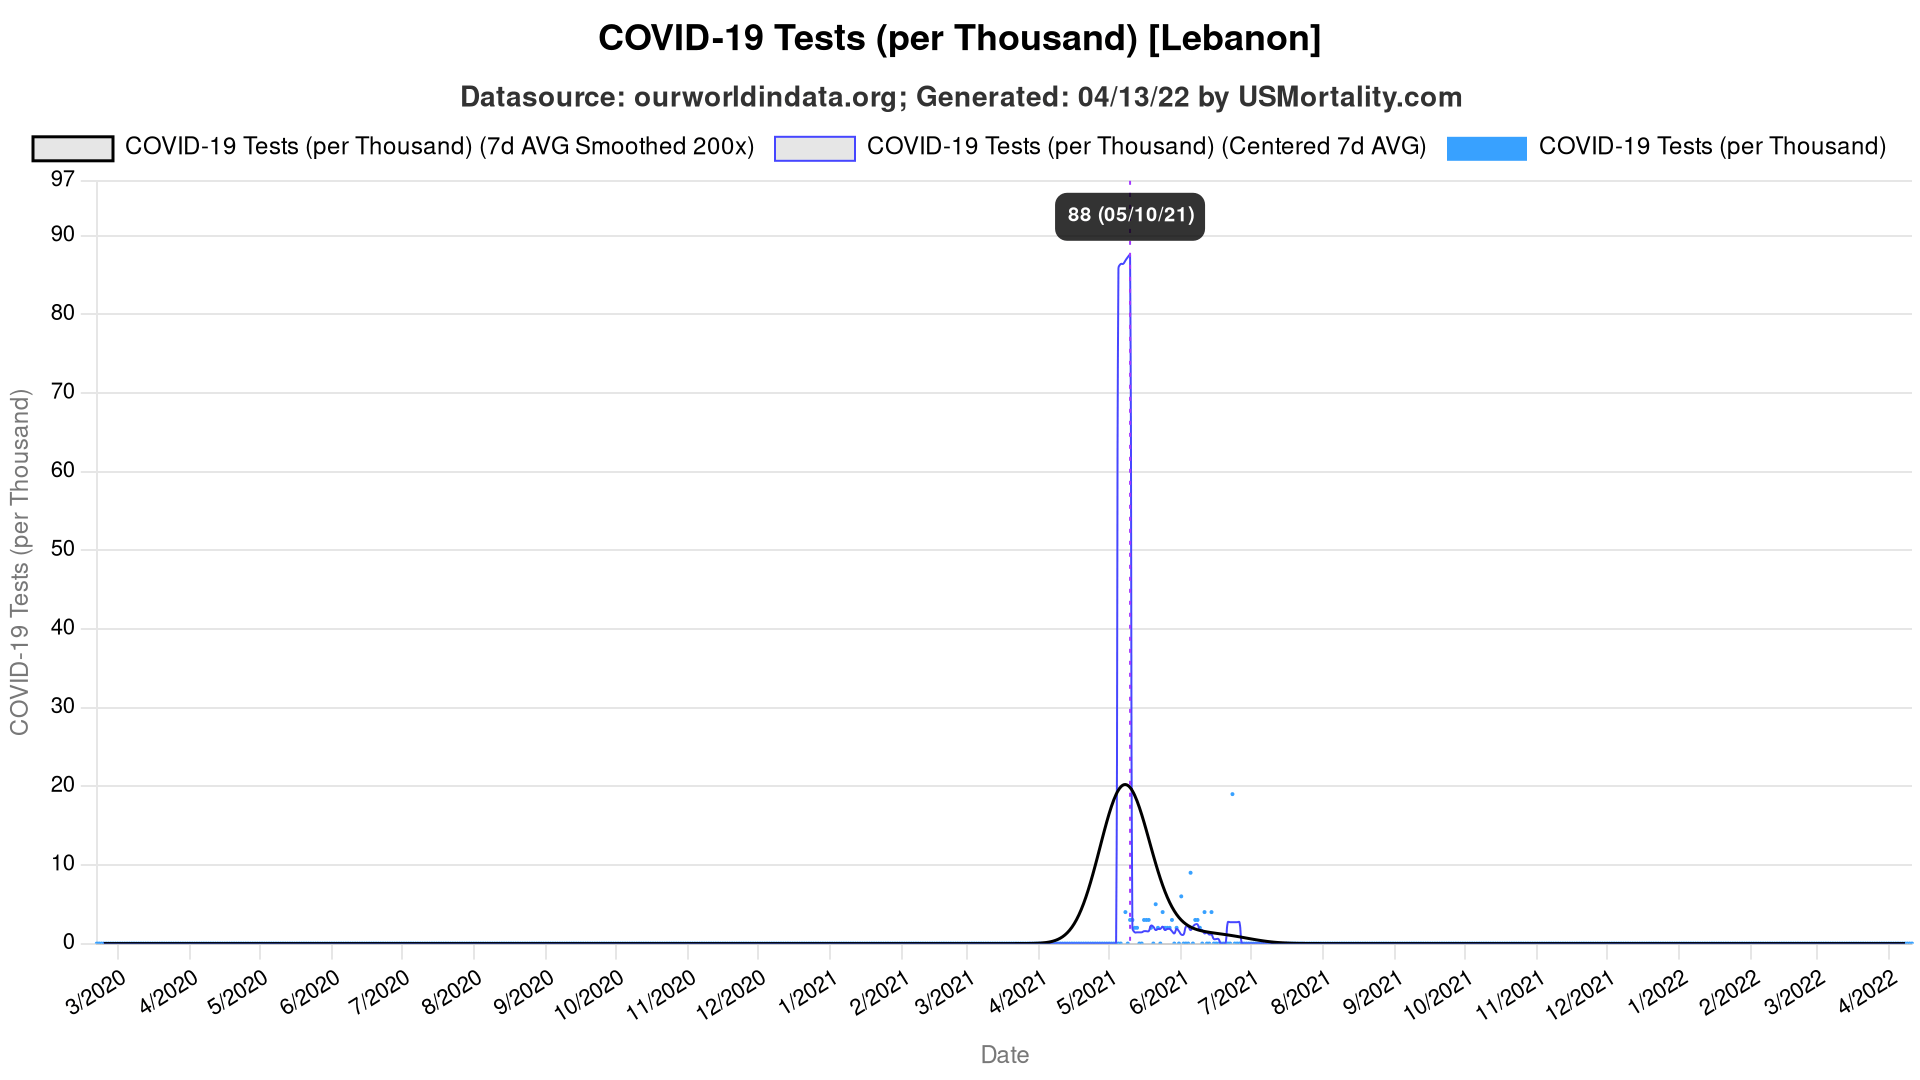 COVID-19 Tests (per Thousand) [Lebanon]
Datasource: ourworldindata.org; Generated: 04/13/22 by USMortality.com
COVID-19 Tests (per Thousand) (7d AVG Smoothed 200x) COVID-19 Tests (per Thousand) (Centered 7d AVG) COVID-19 Tests (per Thousand)
97
88 (05/10/21)
90
80
70
60
50
40
30
20
10
0
COVID-19 Tests (per Thousand)
3/2020 4/2020 5/2020 6/2020 7/2020 8/2020 9/2020 10/2020 11/2020 12/2020 1/2021 2/2021 3/2021 4/2021 5/2021 6/2021 7/2021 8/2021 9/2021 10/2021 11/2021 12/2021 1/2022 2/2022 3/2022 4/2022
Date